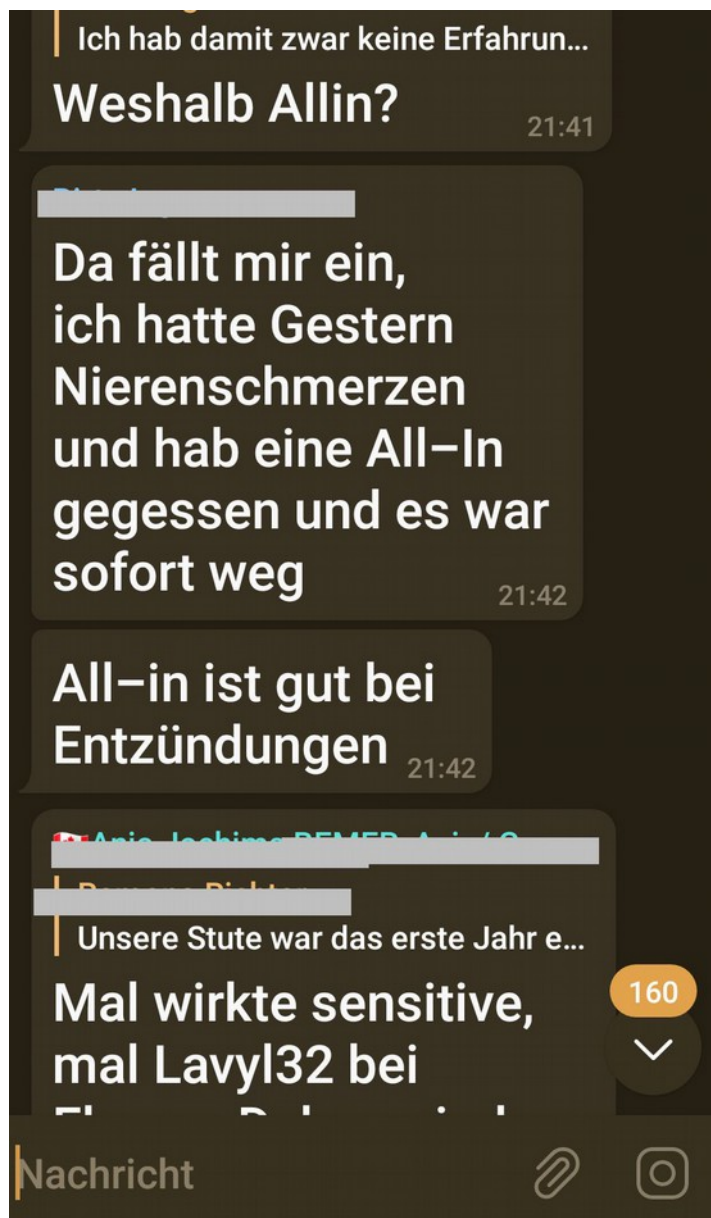 Ich hab damit zwar keine Erfahrun...
Weshalb Allin?
21:41
Da fällt mir ein,
ich hatte Gestern
Nierenschmerzen
und hab eine All–In
gegessen und es war
sofort weg
21:42
All–in ist gut bei
Entzündungen
21:42
Unsere Stute war das erste Jahr e...
Mal wirkte sensitive,
mal Lavyl32 bei
160
Nachricht